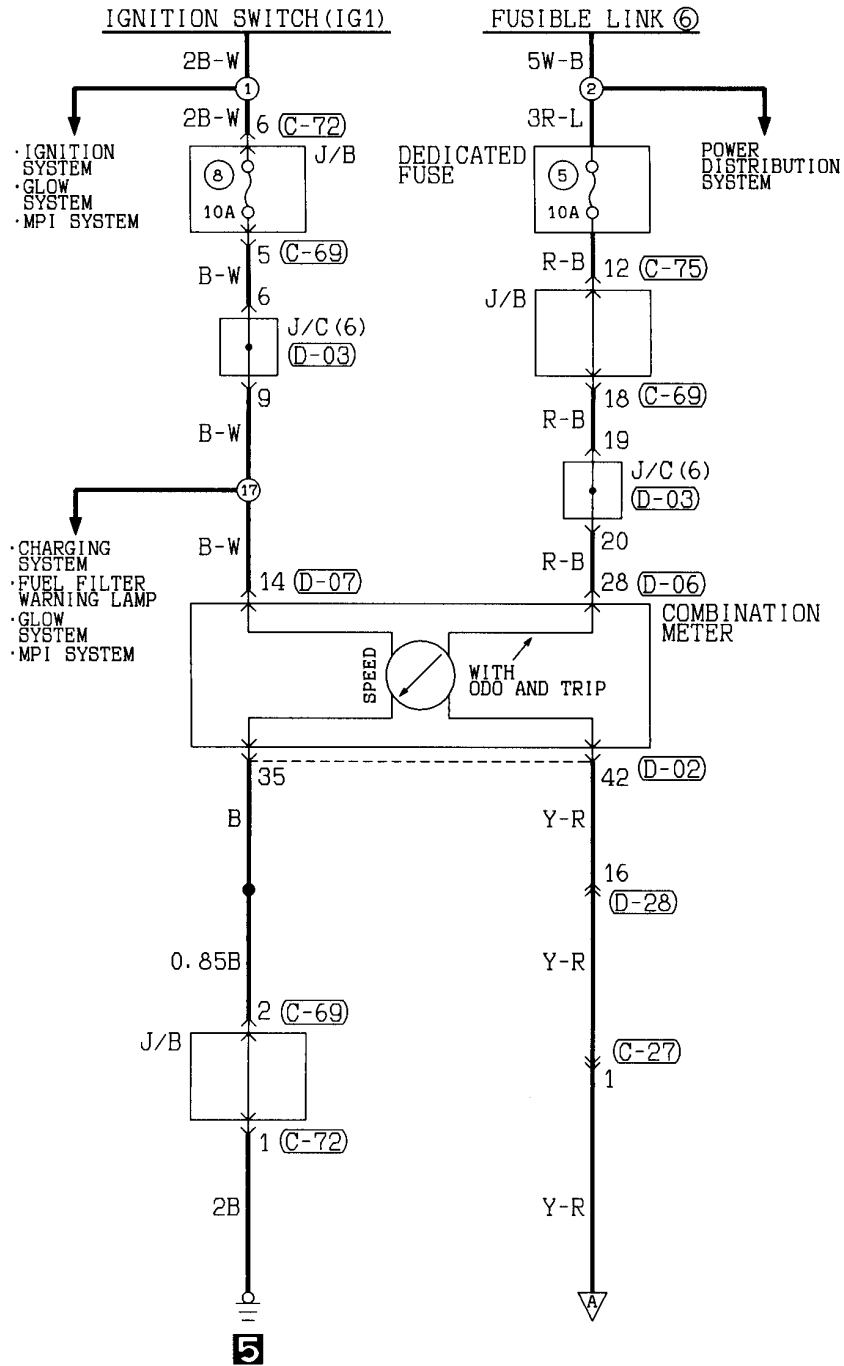 IGNITION SWITCH(IG1)
FUSIBLE LINK ⑥
2B-W
5W-B
1
2
2B-W
3R-L
6 C-72
·IGNITION
SYSTEM
·GLOW
SYSTEM
·MPI SYSTEM
J/B
8
10A
DEDICATED
FUSE
5
10A
POWER
DISTRIBUTION
SYSTEM
5 C-69
B-W
6
R-B
12 C-75
J/B
J/C(6)
D-03
9
18 C-69
R-B
19
B-W
J/C(6)
D-03
17
20
·CHARGING
SYSTEM
·FUEL FILTER
WARNING LAMP
·GLOW
SYSTEM
·MPI SYSTEM
B-W
R-B
14 D-07
28 D-06
COMBINATION
METER
SPEED
WITH
ODO AND TRIP
35
42 D-02
B
Y-R
16
D-28
0.85B
Y-R
2 C-69
J/B
C-27
1
1 C-72
2B
Y-R
A
5